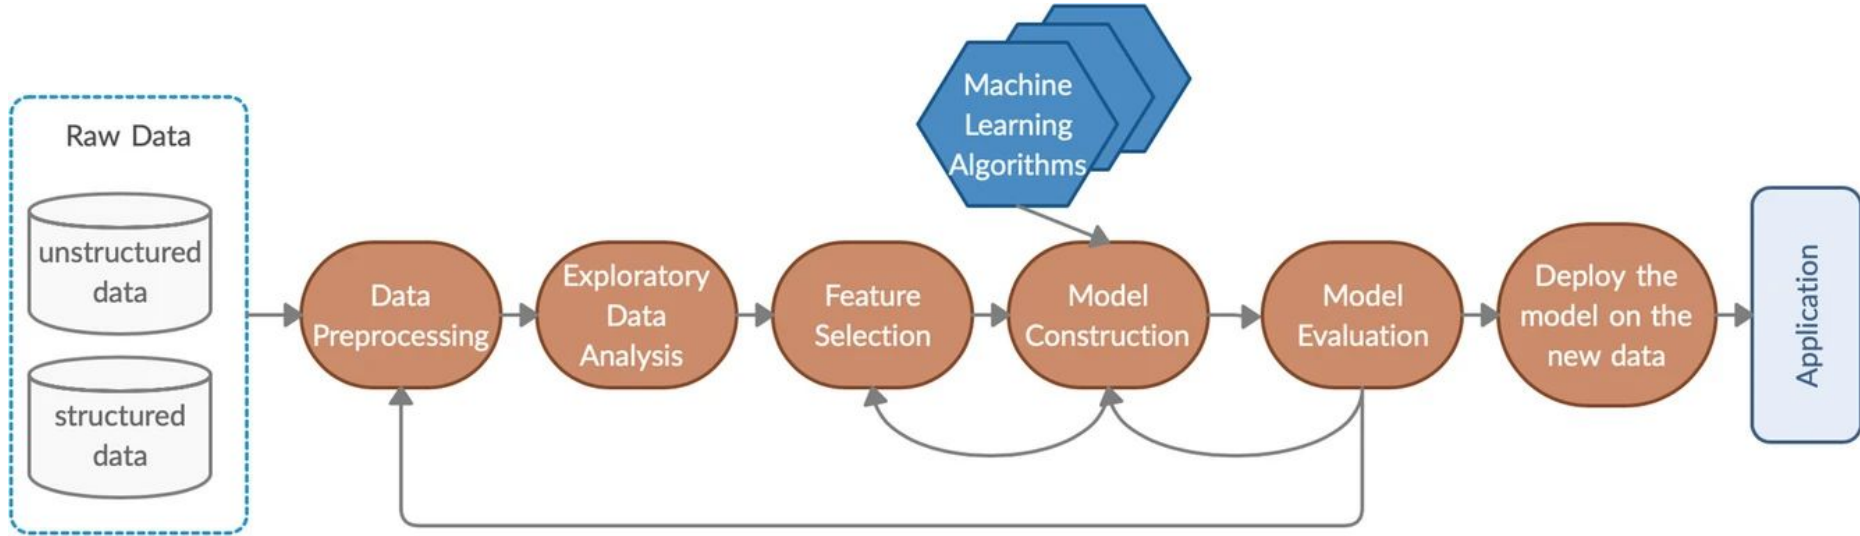 Raw Data
unstructured
data
structured
data
Data
Preprocessing
Exploratory
Data
Analysis
Feature
Selection
Machine
Learning
Algorithms
Model
Construction
Model
Evaluation
Deploy the
model on the
new data
Application